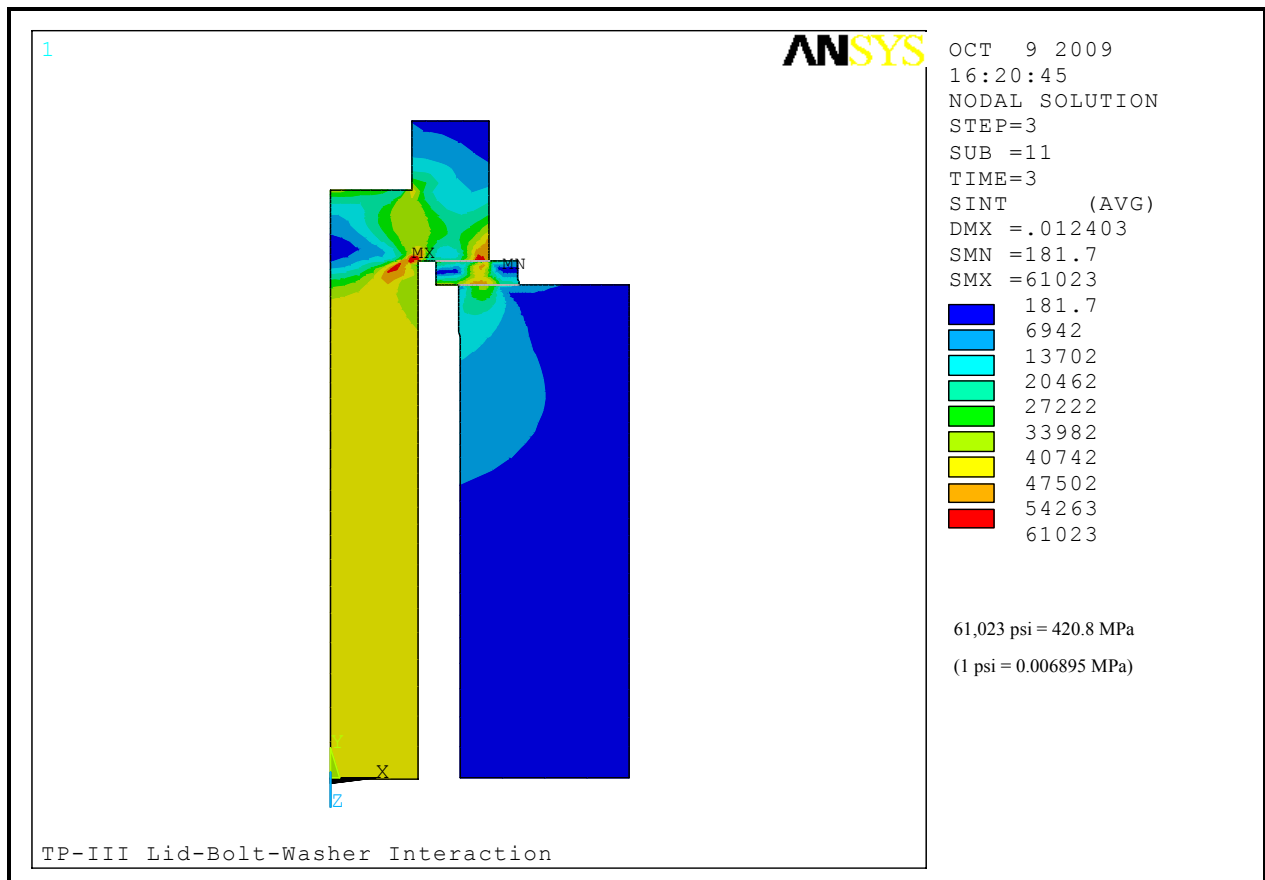 1
ANSYS
OCT 9 2009
16:20:45
NODAL SOLUTION
STEP=3
SUB =11
TIME=3
SINT (AVG)
DMX =.012403
SMN =181.7
SMX =61023
181.7
6942
13702
20462
27222
33982
40742
47502
54263
61023
61,023 psi = 420.8 MPa
(1 psi = 0.006895 MPa)
MX
MN
Y
X
Z
TP-III Lid-Bolt-Washer Interaction